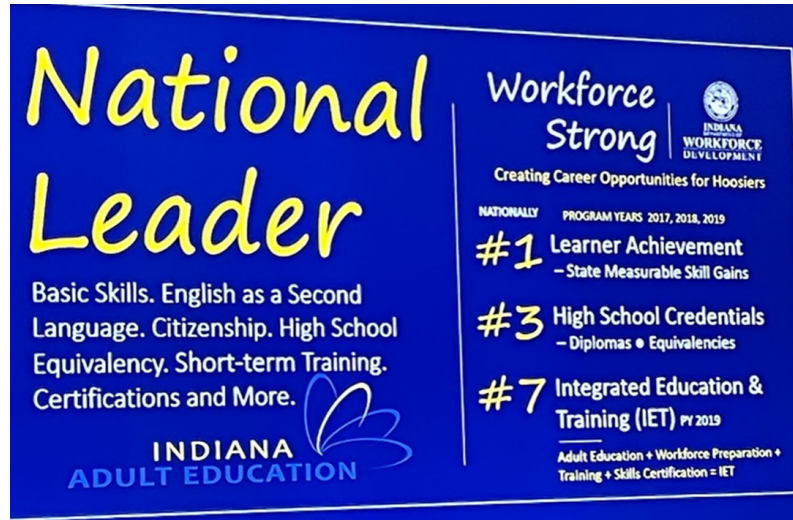 National
Leader
Basic Skills. English as a Second
Language. Citizenship. High School
Equivalency. Short-term Training.
Certifications and More.
INDIANA
ADULT EDUCATION
Workforce
Strong
INDIANA
DEPARTMENT OF
WORKFORCE
DEVELOPMENT
Creating Career Opportunities for Hoosiers
NATIONALLY PROGRAM YEARS 2017, 2018, 2019
#1 Learner Achievement
– State Measurable Skill Gains
#3 High School Credentials
– Diplomas ● Equivalencies
#7 Integrated Education &
Training (IET) PY 2019
Adult Education + Workforce Preparation +
Training + Skills Certification = IET